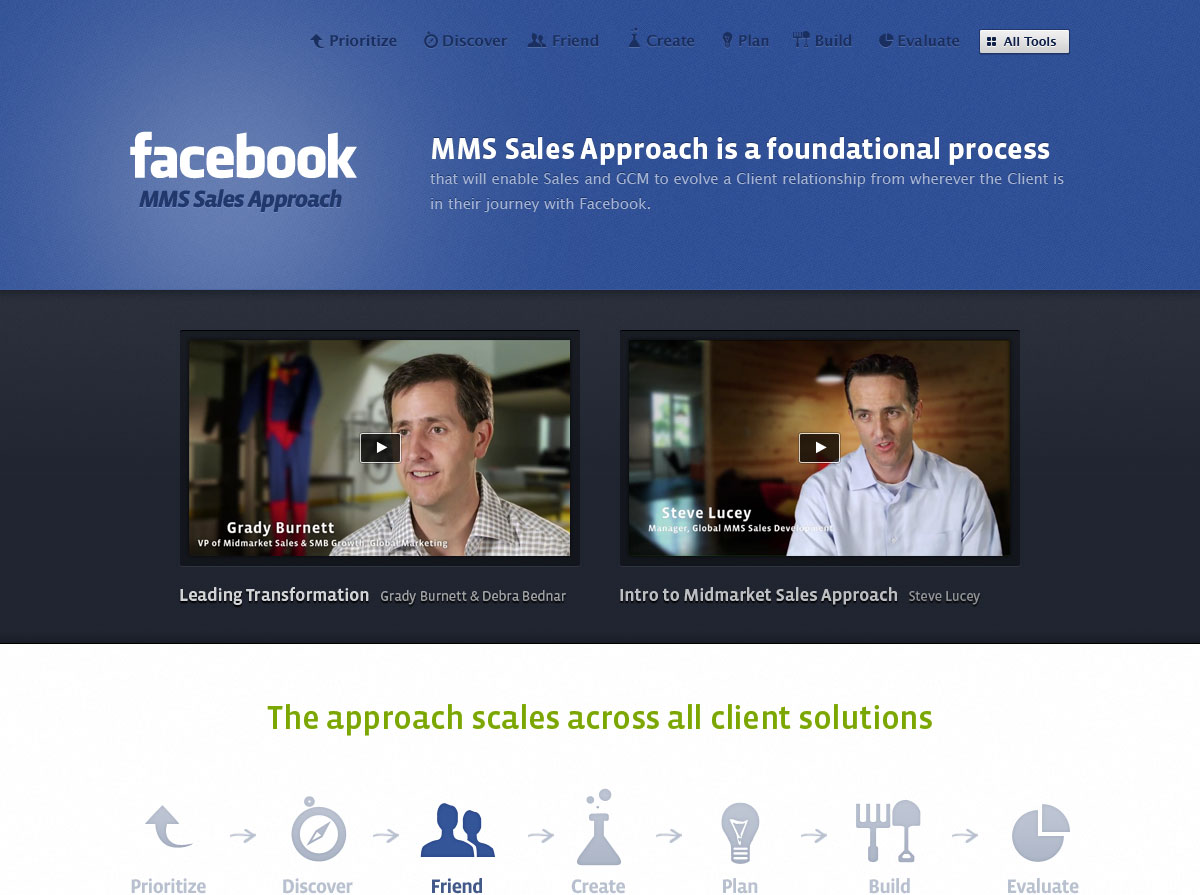 Prioritize Discover Friend Create Plan Build Evaluate All Tools
facebook
MMS Sales Approach
MMS Sales Approach is a foundational process
that will enable Sales and GCM to evolve a Client relationship from wherever the Client is
in their journey with Facebook.
Grady Burnett
VP of Midmarket Sales & SMB Growth, Global Marketing
Leading Transformation Grady Burnett & Debra Bednar
Steve Lucey
Manager, Global MMS Sales Development
Intro to Midmarket Sales Approach Steve Lucey
The approach scales across all client solutions
Prioritize Discover Friend Create Plan Build Evaluate